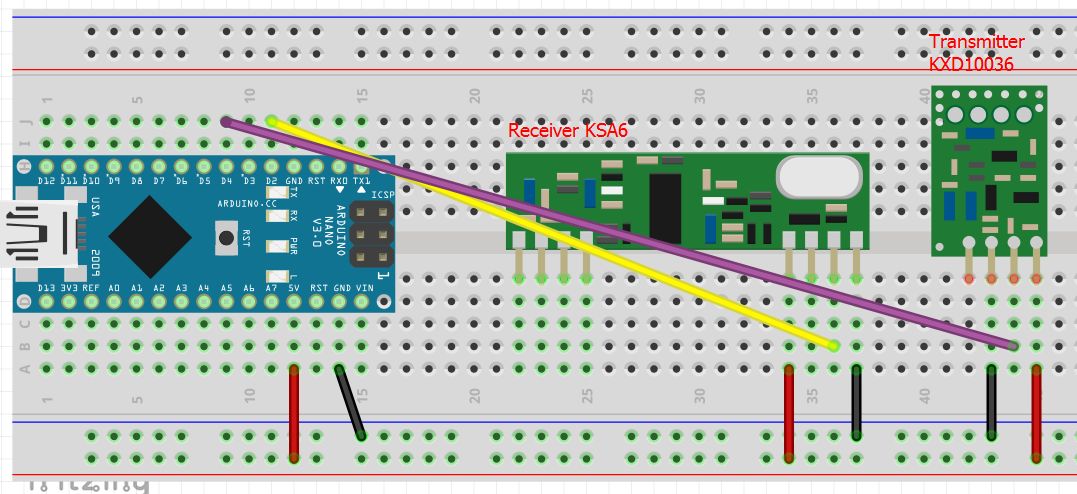 Transmitter
KXD10036
Receiver KSA6
1 5 10 15 20 25 30 35 40
J
I
H
D12 D11 D10 D9 D8 D7 D6 D5 D4 D3 D2 GND RST RX0 TX1
USA
TX
RX
PWR
L
ARDUINO.CC
RST
ARDUINO
NANO
V3.0
ICSP
1
2009
D13 3V3 REF A0 A1 A2 A3 A4 A5 A6 A7 5V RST GND VIN
D
C
B
A
1 5 10 15 20 25 30 35 40
fritzing